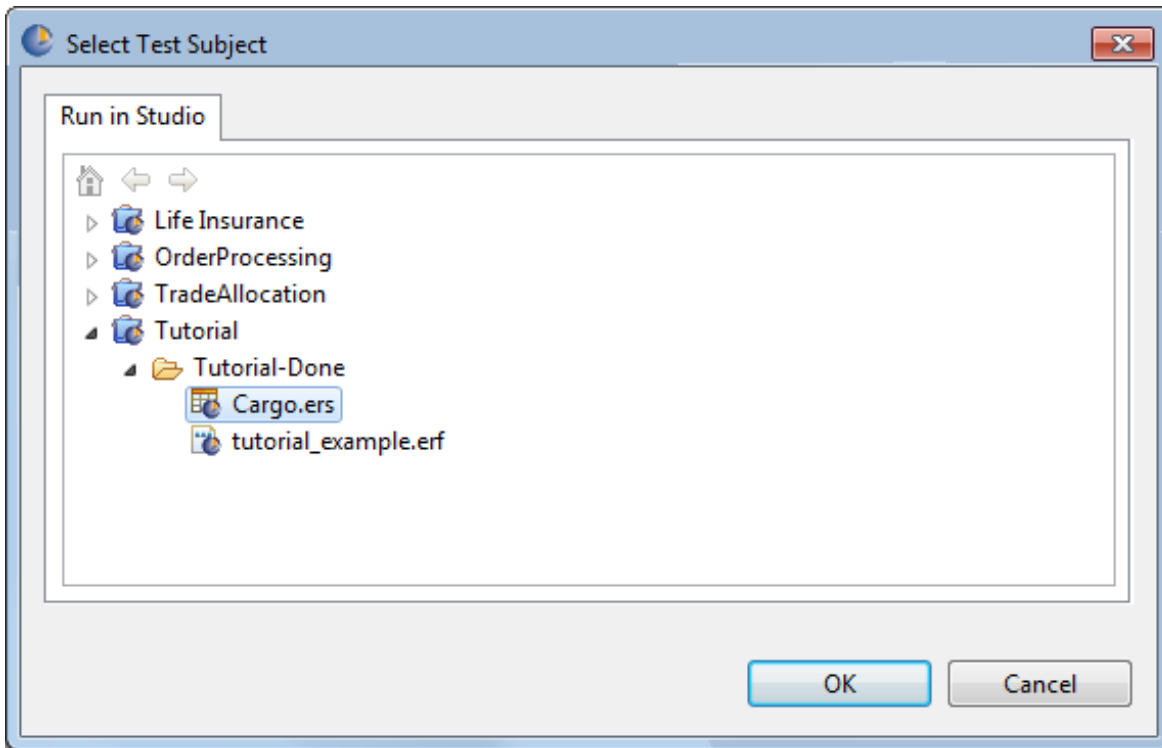 Select Test Subject
Run in Studio
Life Insurance
OrderProcessing
TradeAllocation
Tutorial
Tutorial-Done
Cargo.ers
tutorial_example.erf
OK Cancel